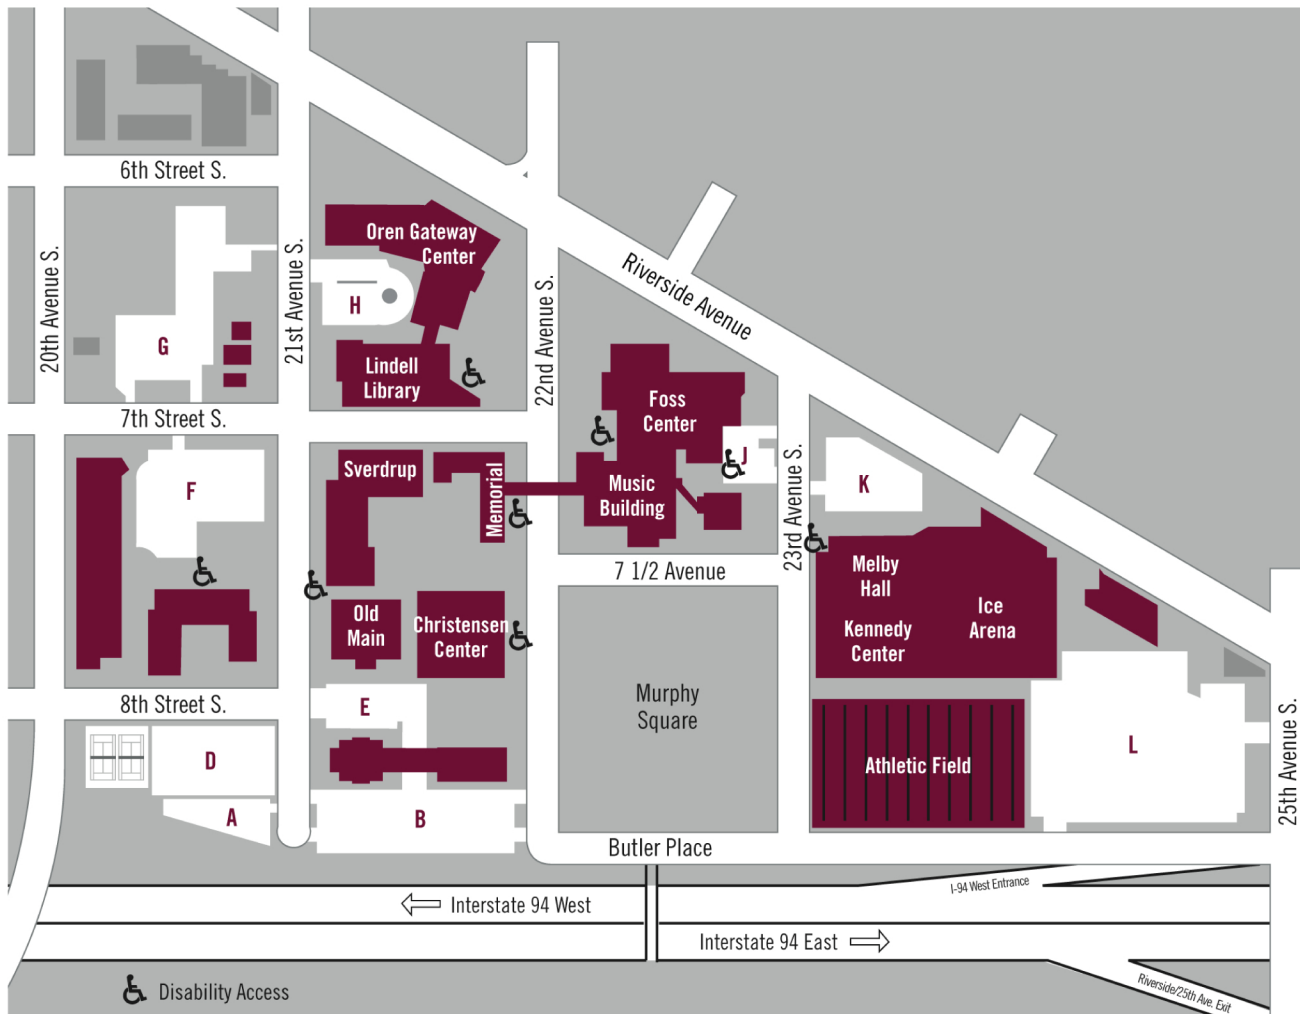 6th Street S.
20th Avenue S.
21st Avenue S.
22nd Avenue S.
Oren Gateway
Center
Riverside Avenue
H
G
Lindell
Library
7th Street S.
Foss
Center
J
23rd Avenue S.
K
Sverdrup
Memorial
Music
Building
F
7 1/2 Avenue
Melby
Hall
Kennedy
Center
Ice
Arena
Old
Main
Christensen
Center
8th Street S.
E
Murphy
Square
D
A
B
Athletic Field
L
25th Avenue S.
Butler Place
I-94 West Entrance
Interstate 94 West
Interstate 94 East
Riverside/25th Ave. Exit
Disability Access